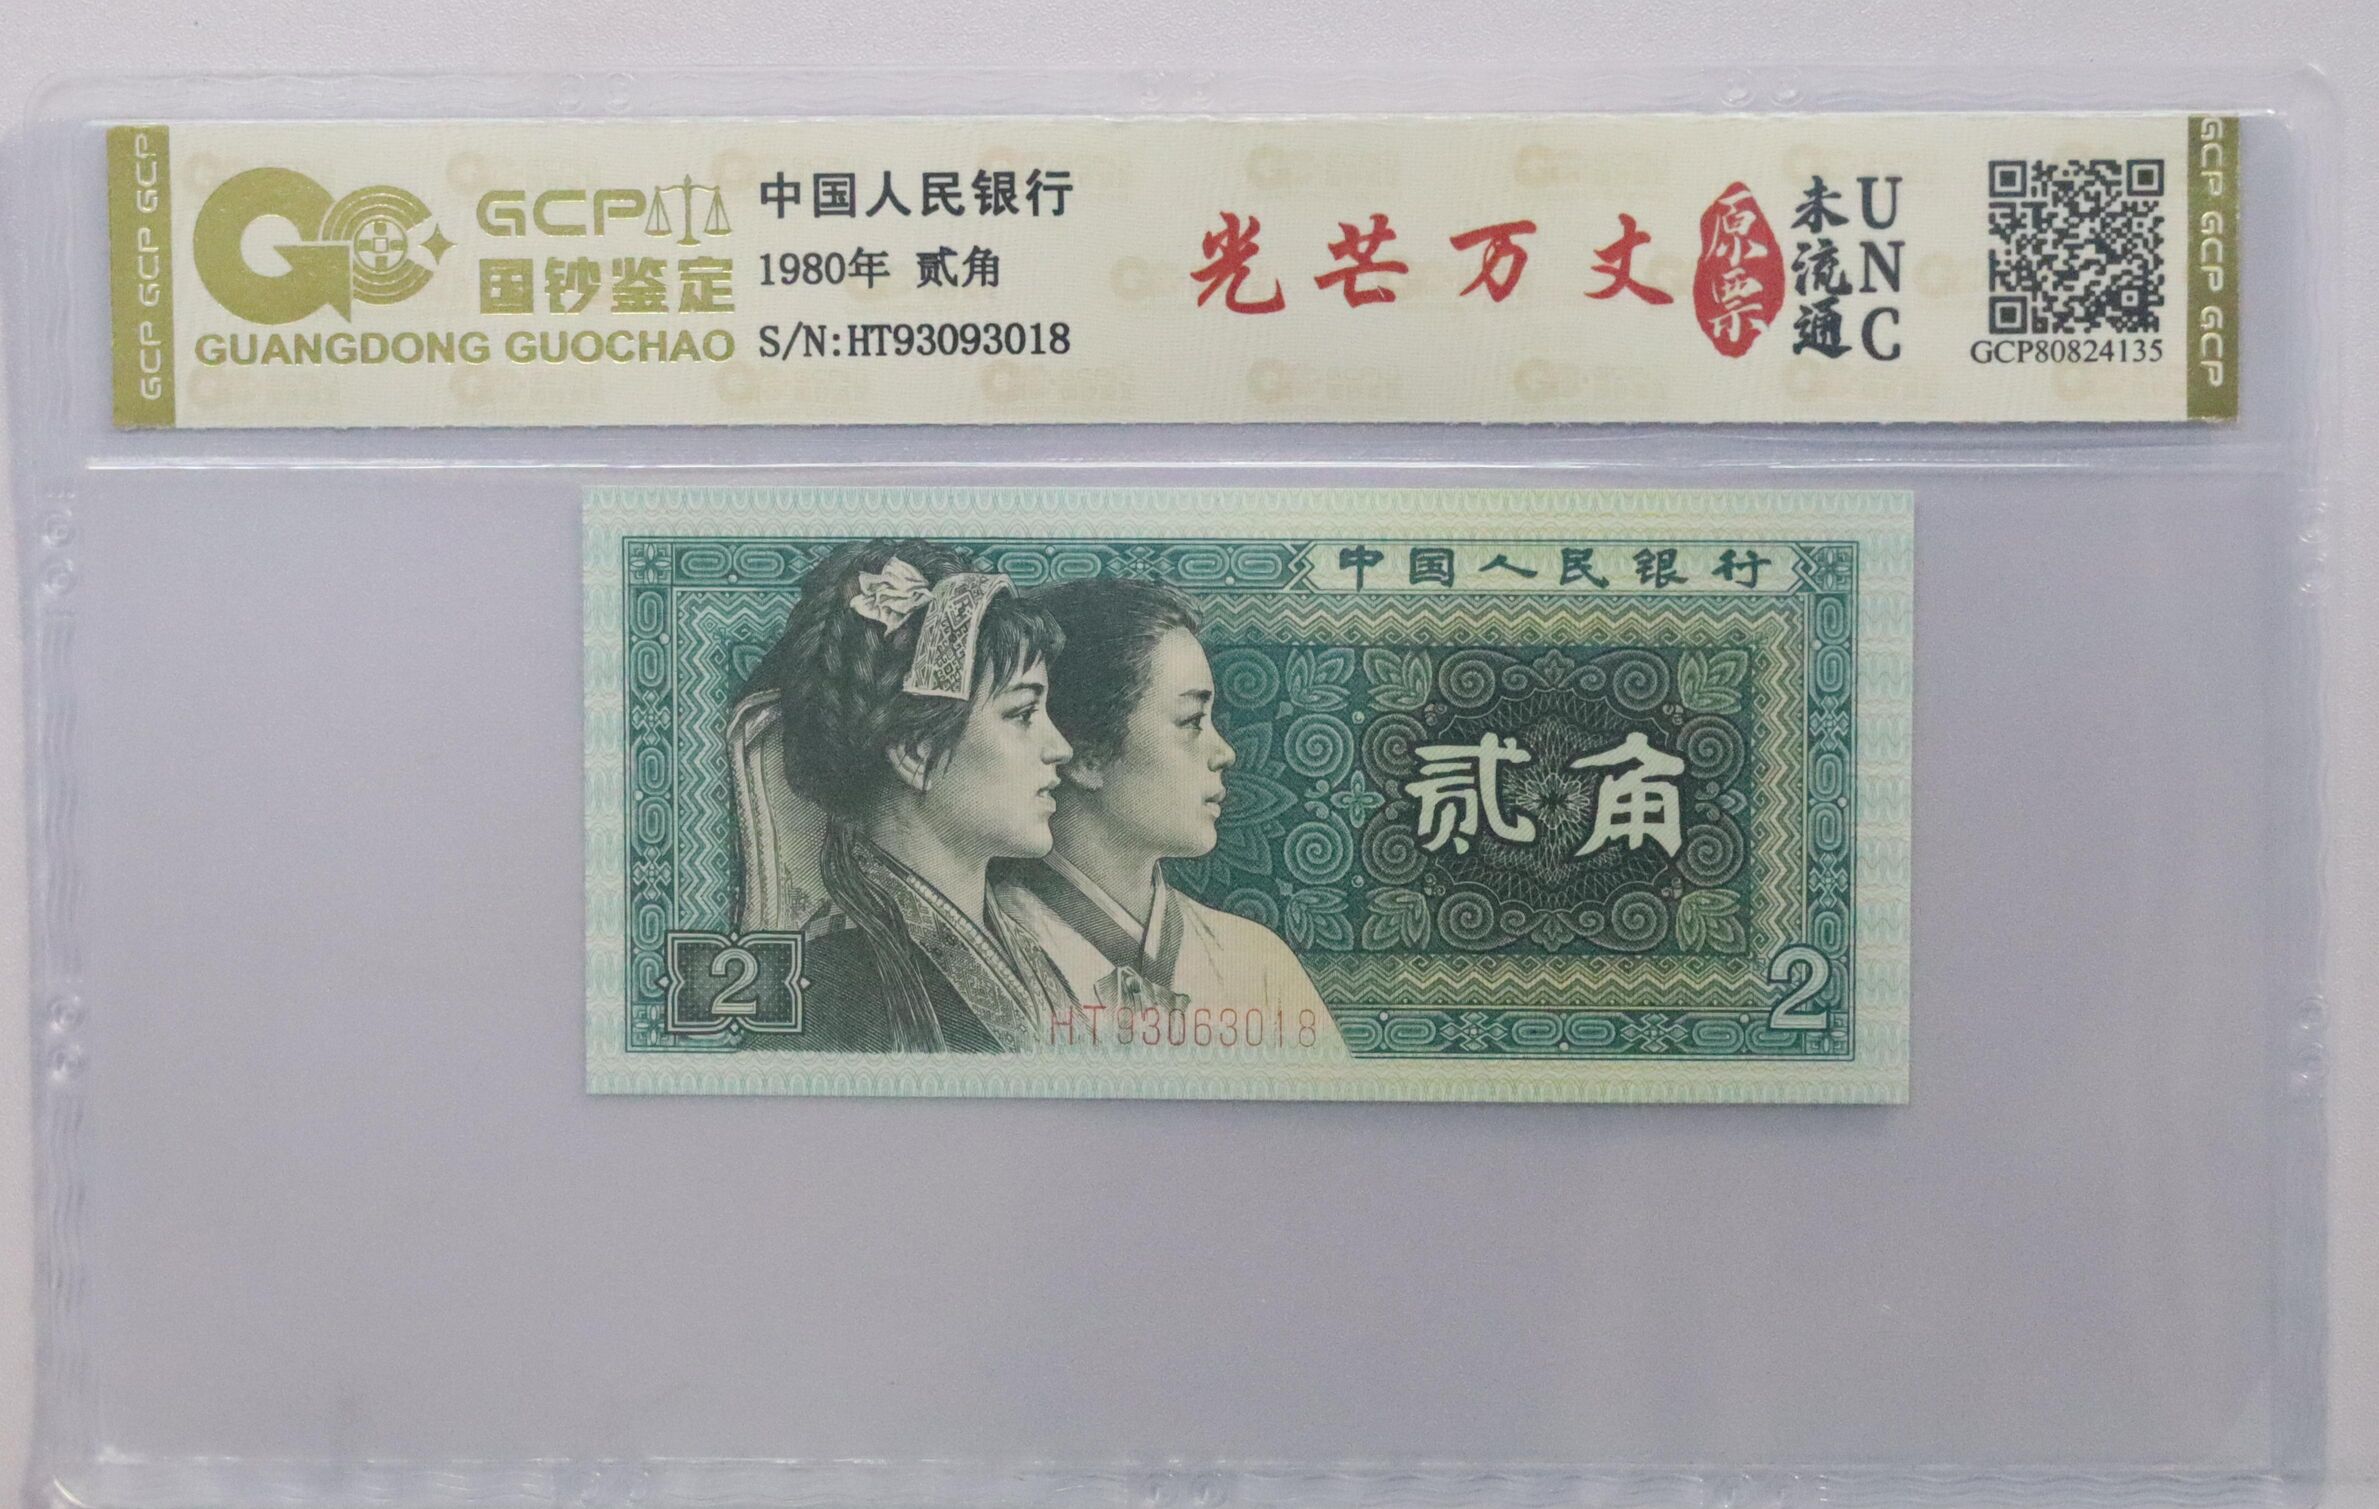 GCP GCP GCP
GCP
国钞鉴定
GUANGDONG GUOCHAO
中国人民银行
1980年 贰角
S/N:HT93093018
光芒万丈
原票
未流通
UNC
GCP80824135
GCP GCP GCP
中国人民银行
贰角
2
2
HT93063018